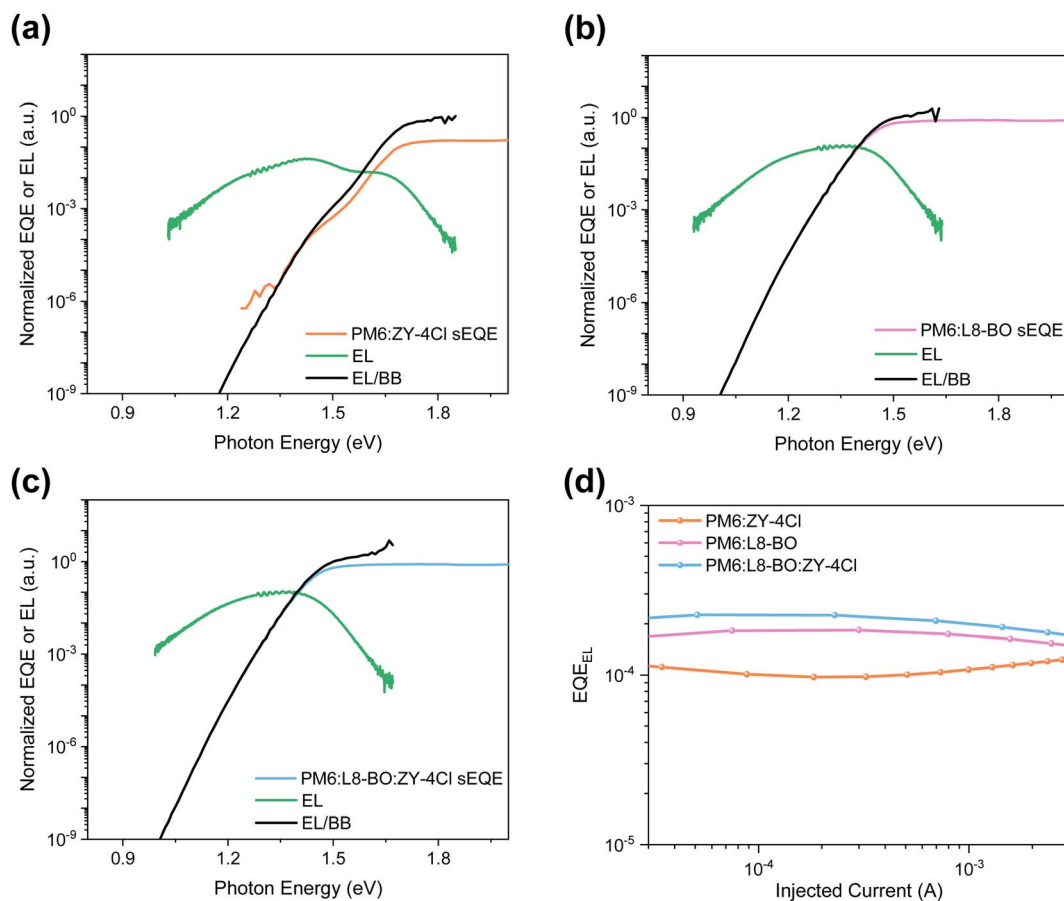 (a)
Normalized EQE or EL (a.u.)
10^0
10^-3
10^-6
10^-9
PM6:ZY-4Cl sEQE
EL
EL/BB
0.9 1.2 1.5 1.8
Photon Energy (eV)
(b)
Normalized EQE or EL (a.u.)
10^0
10^-3
10^-6
10^-9
PM6:L8-BO sEQE
EL
EL/BB
0.9 1.2 1.5 1.8
Photon Energy (eV)
(c)
Normalized EQE or EL (a.u.)
10^0
10^-3
10^-6
10^-9
PM6:L8-BO:ZY-4Cl sEQE
EL
EL/BB
0.9 1.2 1.5 1.8
Photon Energy (eV)
(d)
EQE_EL
10^-3
10^-4
10^-5
PM6:ZY-4Cl
PM6:L8-BO
PM6:L8-BO:ZY-4Cl
10^-4 10^-3
Injected Current (A)